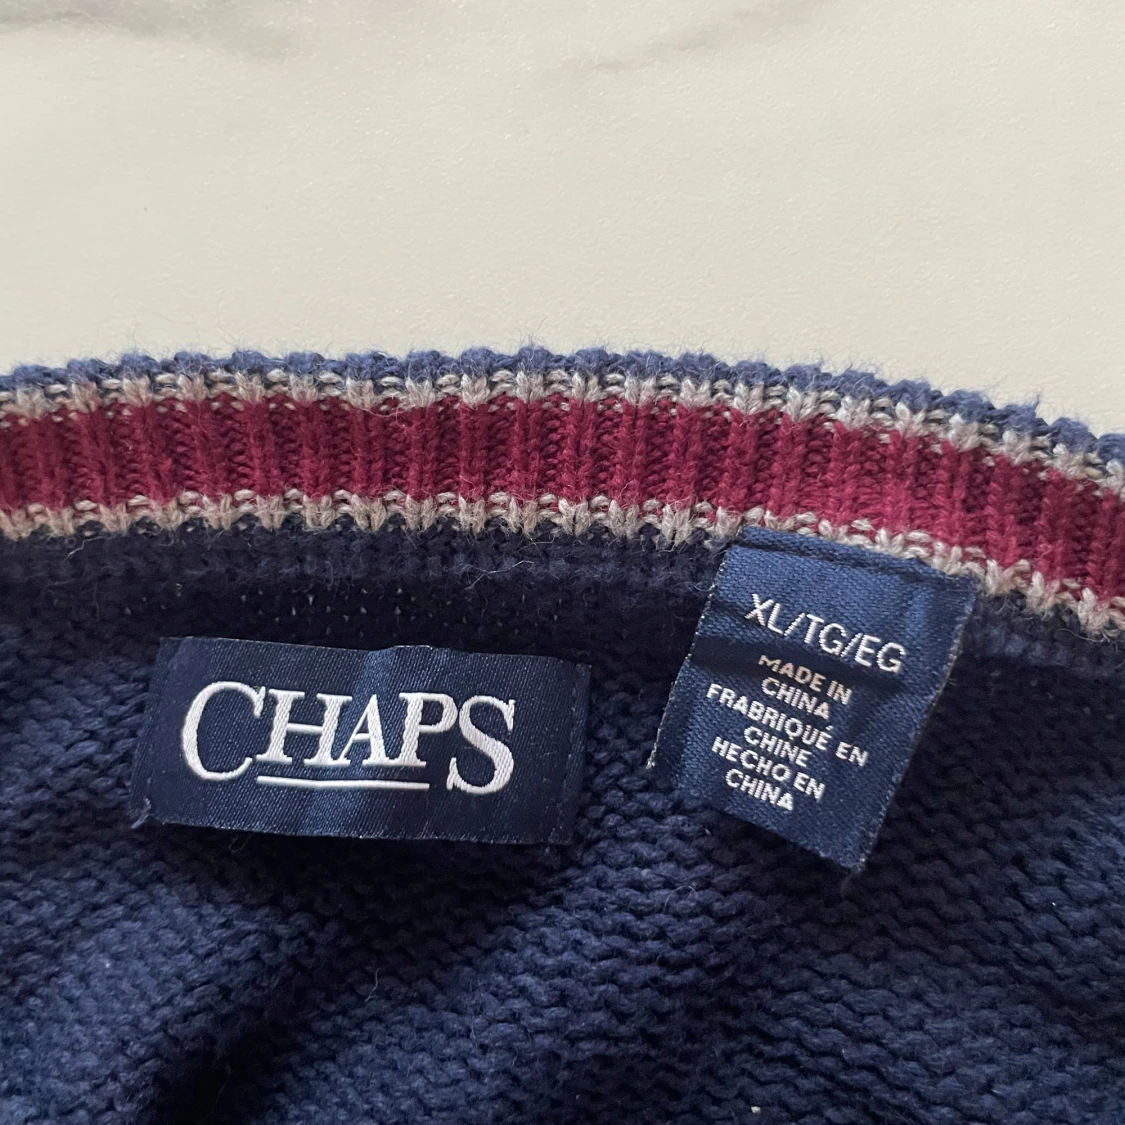 CHAPS
XL/TG/EG
MADE IN
CHINA
FRABRIQUÉ EN
CHINE
HECHO EN
CHINA